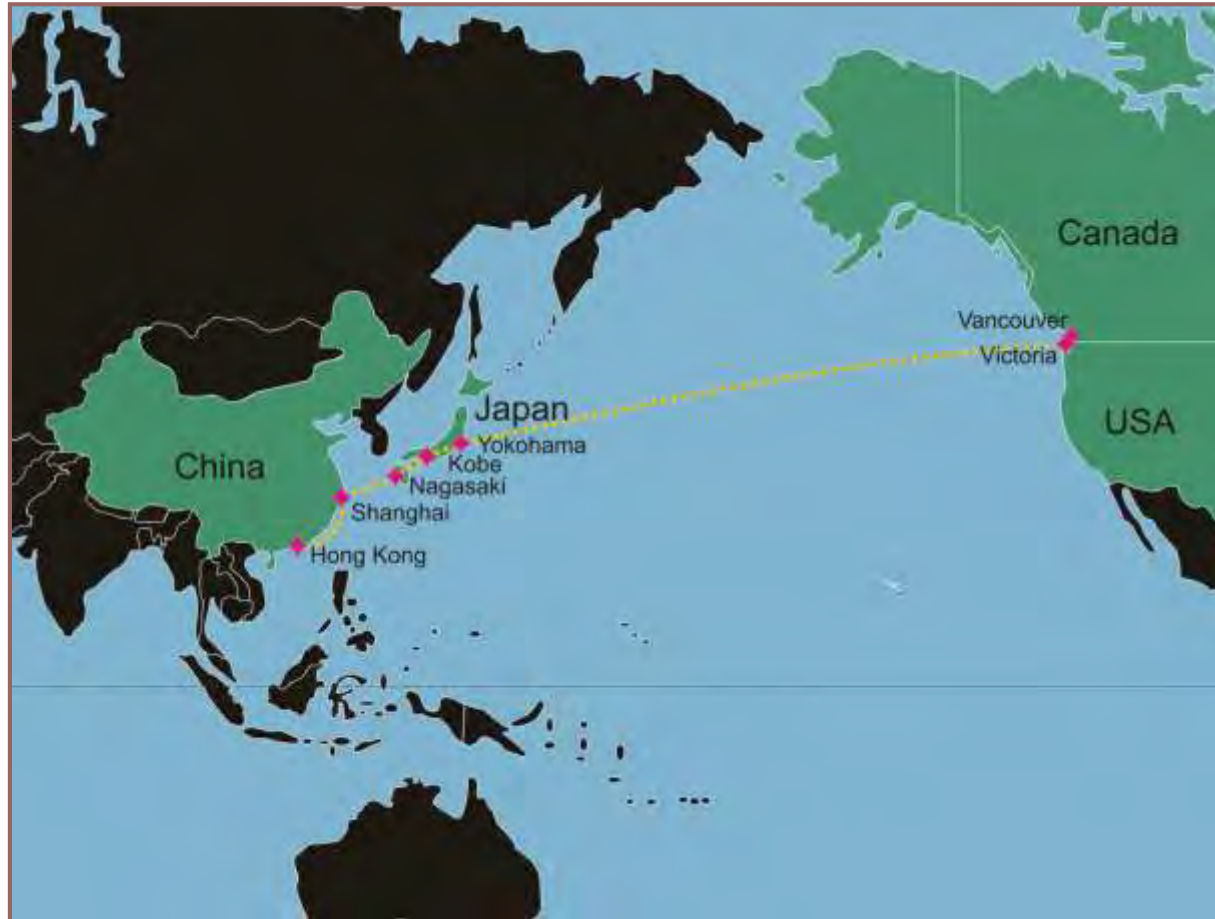 Canada
Vancouver
Victoria
USA
Japan
Yokohama
Kobe
Nagasaki
China
Shanghai
Hong Kong